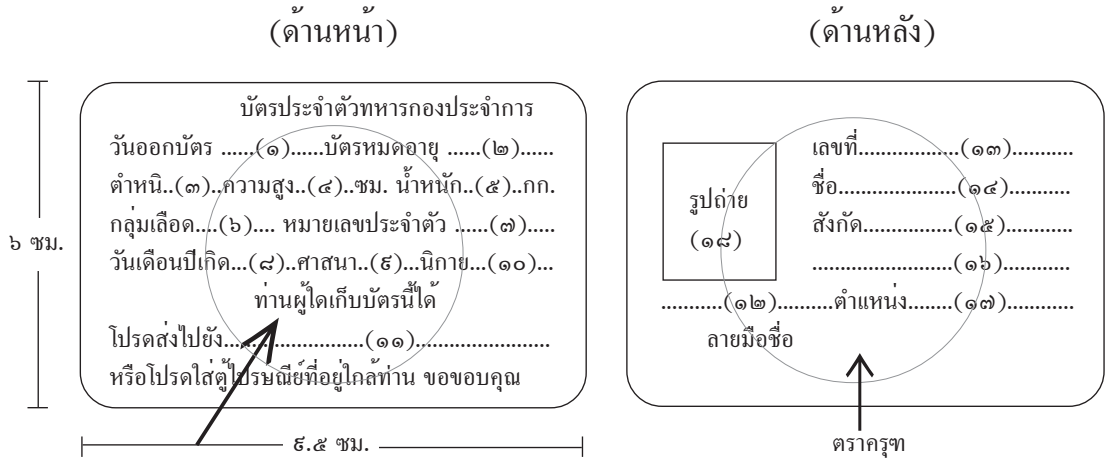 (ด้านหน้า)
บัตรประจำตัวทหารกองประจำการ
วันออกบัตร ......(๑)......บัตรหมดอายุ ......(๒)......
ตำหนิ..(๓)..ความสูง..(๔)..ซม. น้ำหนัก..(๕)..กก.
กลุ่มเลือด....(๖).... หมายเลขประจำตัว ......(๗).....
วันเดือนปีเกิด...(๘)..ศาสนา..(๙)...นิกาย...(๑๐)...
ท่านผู้ใดเก็บบัตรนี้ได้
โปรดส่งไปยัง.......................(๑๑)......................
หรือโปรดใส่ตู้ไปรษณีย์ที่อยู่ใกล้ท่าน ขอขอบคุณ
๖ ซม.
๙.๕ ซม.
(ด้านหลัง)
รูปถ่าย
(๑๘)
เลขที่.................(๑๓)..........
ชื่อ....................(๑๔)..........
สังกัด.................(๑๕)...........
.......................(๑๖)...........
..........(๑๒).........ตำแหน่ง.......(๑๗)...........
ลายมือชื่อ
ตราครุฑ